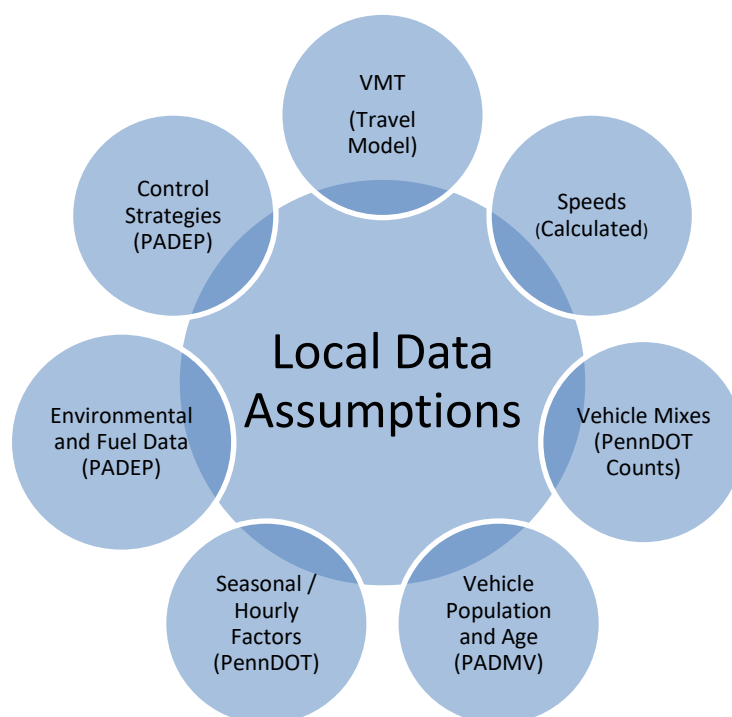 VMT
(Travel
Model)
Speeds
(Calculated)
Vehicle Mixes
(PennDOT
Counts)
Vehicle
Population
and Age
(PADMV)
Seasonal /
Hourly
Factors
(PennDOT)
Environmental
and Fuel Data
(PADEP)
Control
Strategies
(PADEP)
Local Data
Assumptions